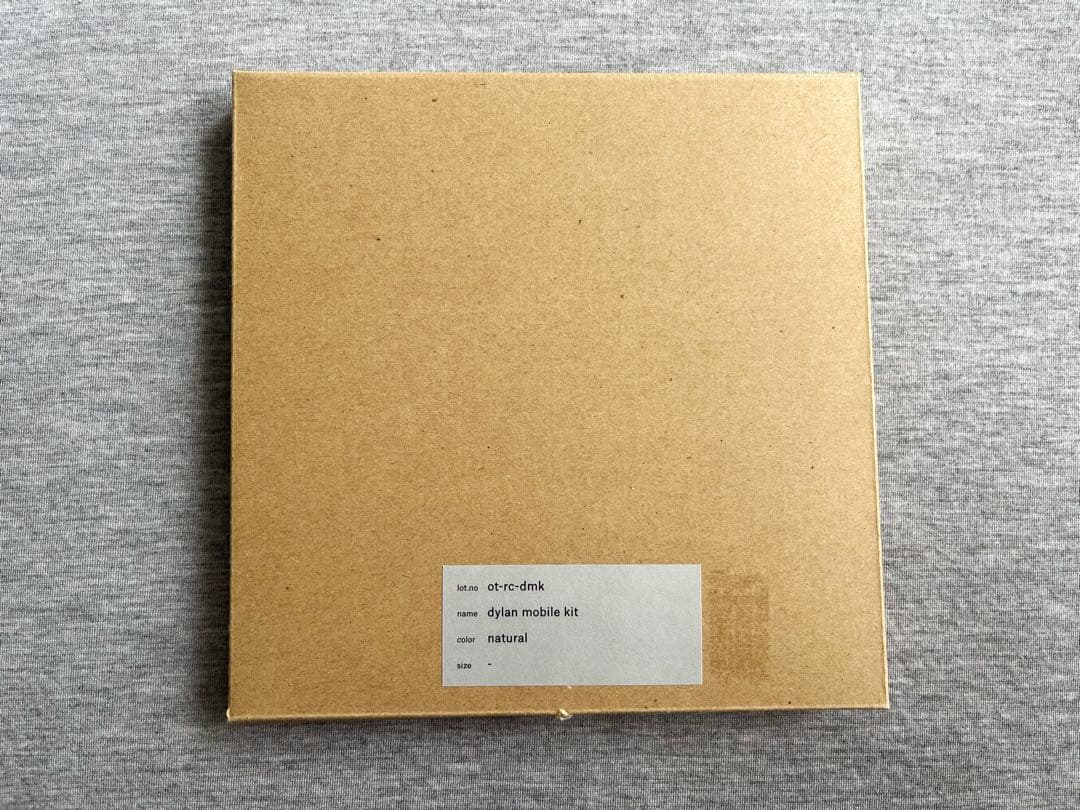 lot.no ot-rc-dmk
name dylan mobile kit
color natural
size -